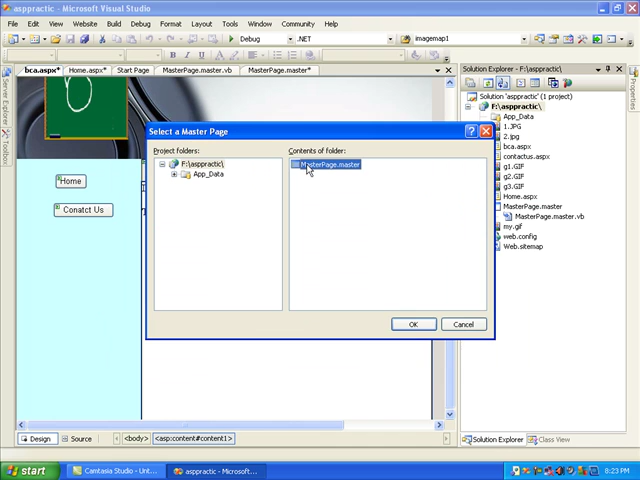 asppractic - Microsoft Visual Studio
File Edit View Website Build Debug Format Layout Tools Window Community Help
Debug .NET imagemap1
bca.aspx* Home.aspx* Start Page MasterPage.master.vb MasterPage.master*
Server Explorer
Toolbox
Home
Conatct Us
Select a Master Page
Project folders:
F:\asppractic\
App_Data
Contents of folder:
MasterPage.master
OK Cancel
Solution Explorer - F:\asppractic\
Solution 'asppractic' (1 project)
F:\asppractic\
App_Data
1.JPG
2.jpg
bca.aspx
contactus.aspx
g1.GIF
g2.GIF
g3.GIF
Home.aspx
MasterPage.master
MasterPage.master.vb
my.gif
web.config
Web.sitemap
Properties
Design Source <body> <asp:content#content1>
Solution Explorer Class View
start Camtasia Studio - Unt... asppractic - Microsoft... 8:23 PM